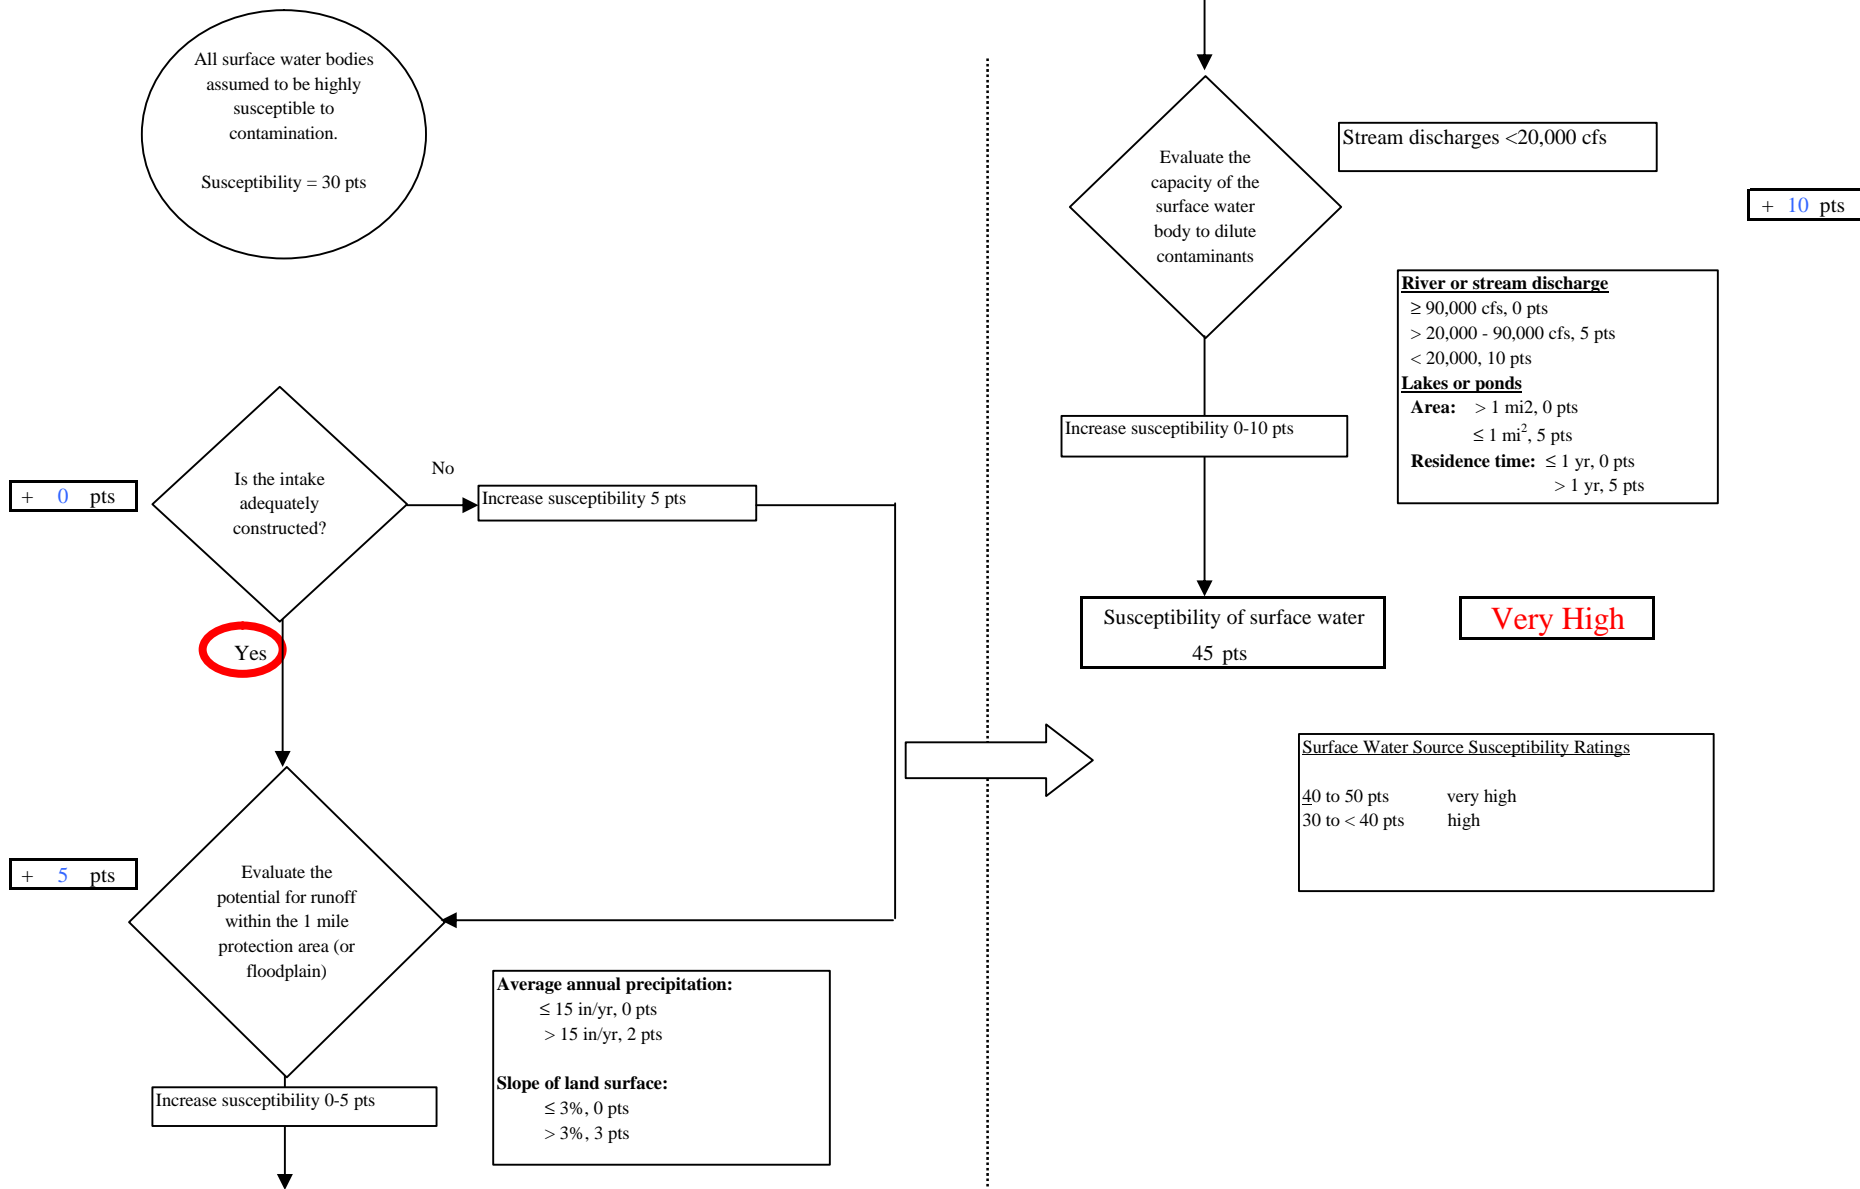 All surface water bodies
assumed to be highly
susceptible to
contamination.
Susceptibility = 30 pts
+ 0 pts
Is the intake
adequately
constructed?
No
Increase susceptibility 5 pts
Yes
+ 5 pts
Evaluate the
potential for runoff
within the 1 mile
protection area (or
floodplain)
Average annual precipitation:
≤ 15 in/yr, 0 pts
> 15 in/yr, 2 pts
Slope of land surface:
≤ 3%, 0 pts
> 3%, 3 pts
Increase susceptibility 0-5 pts
Evaluate the
capacity of the
surface water
body to dilute
contaminants
Stream discharges <20,000 cfs
+ 10 pts
River or stream discharge
≥ 90,000 cfs, 0 pts
> 20,000 - 90,000 cfs, 5 pts
< 20,000, 10 pts
Lakes or ponds
Area: > 1 mi2, 0 pts
≤ 1 mi², 5 pts
Residence time: ≤ 1 yr, 0 pts
> 1 yr, 5 pts
Increase susceptibility 0-10 pts
Susceptibility of surface water
45 pts
Very High
Surface Water Source Susceptibility Ratings
40 to 50 pts very high
30 to < 40 pts high